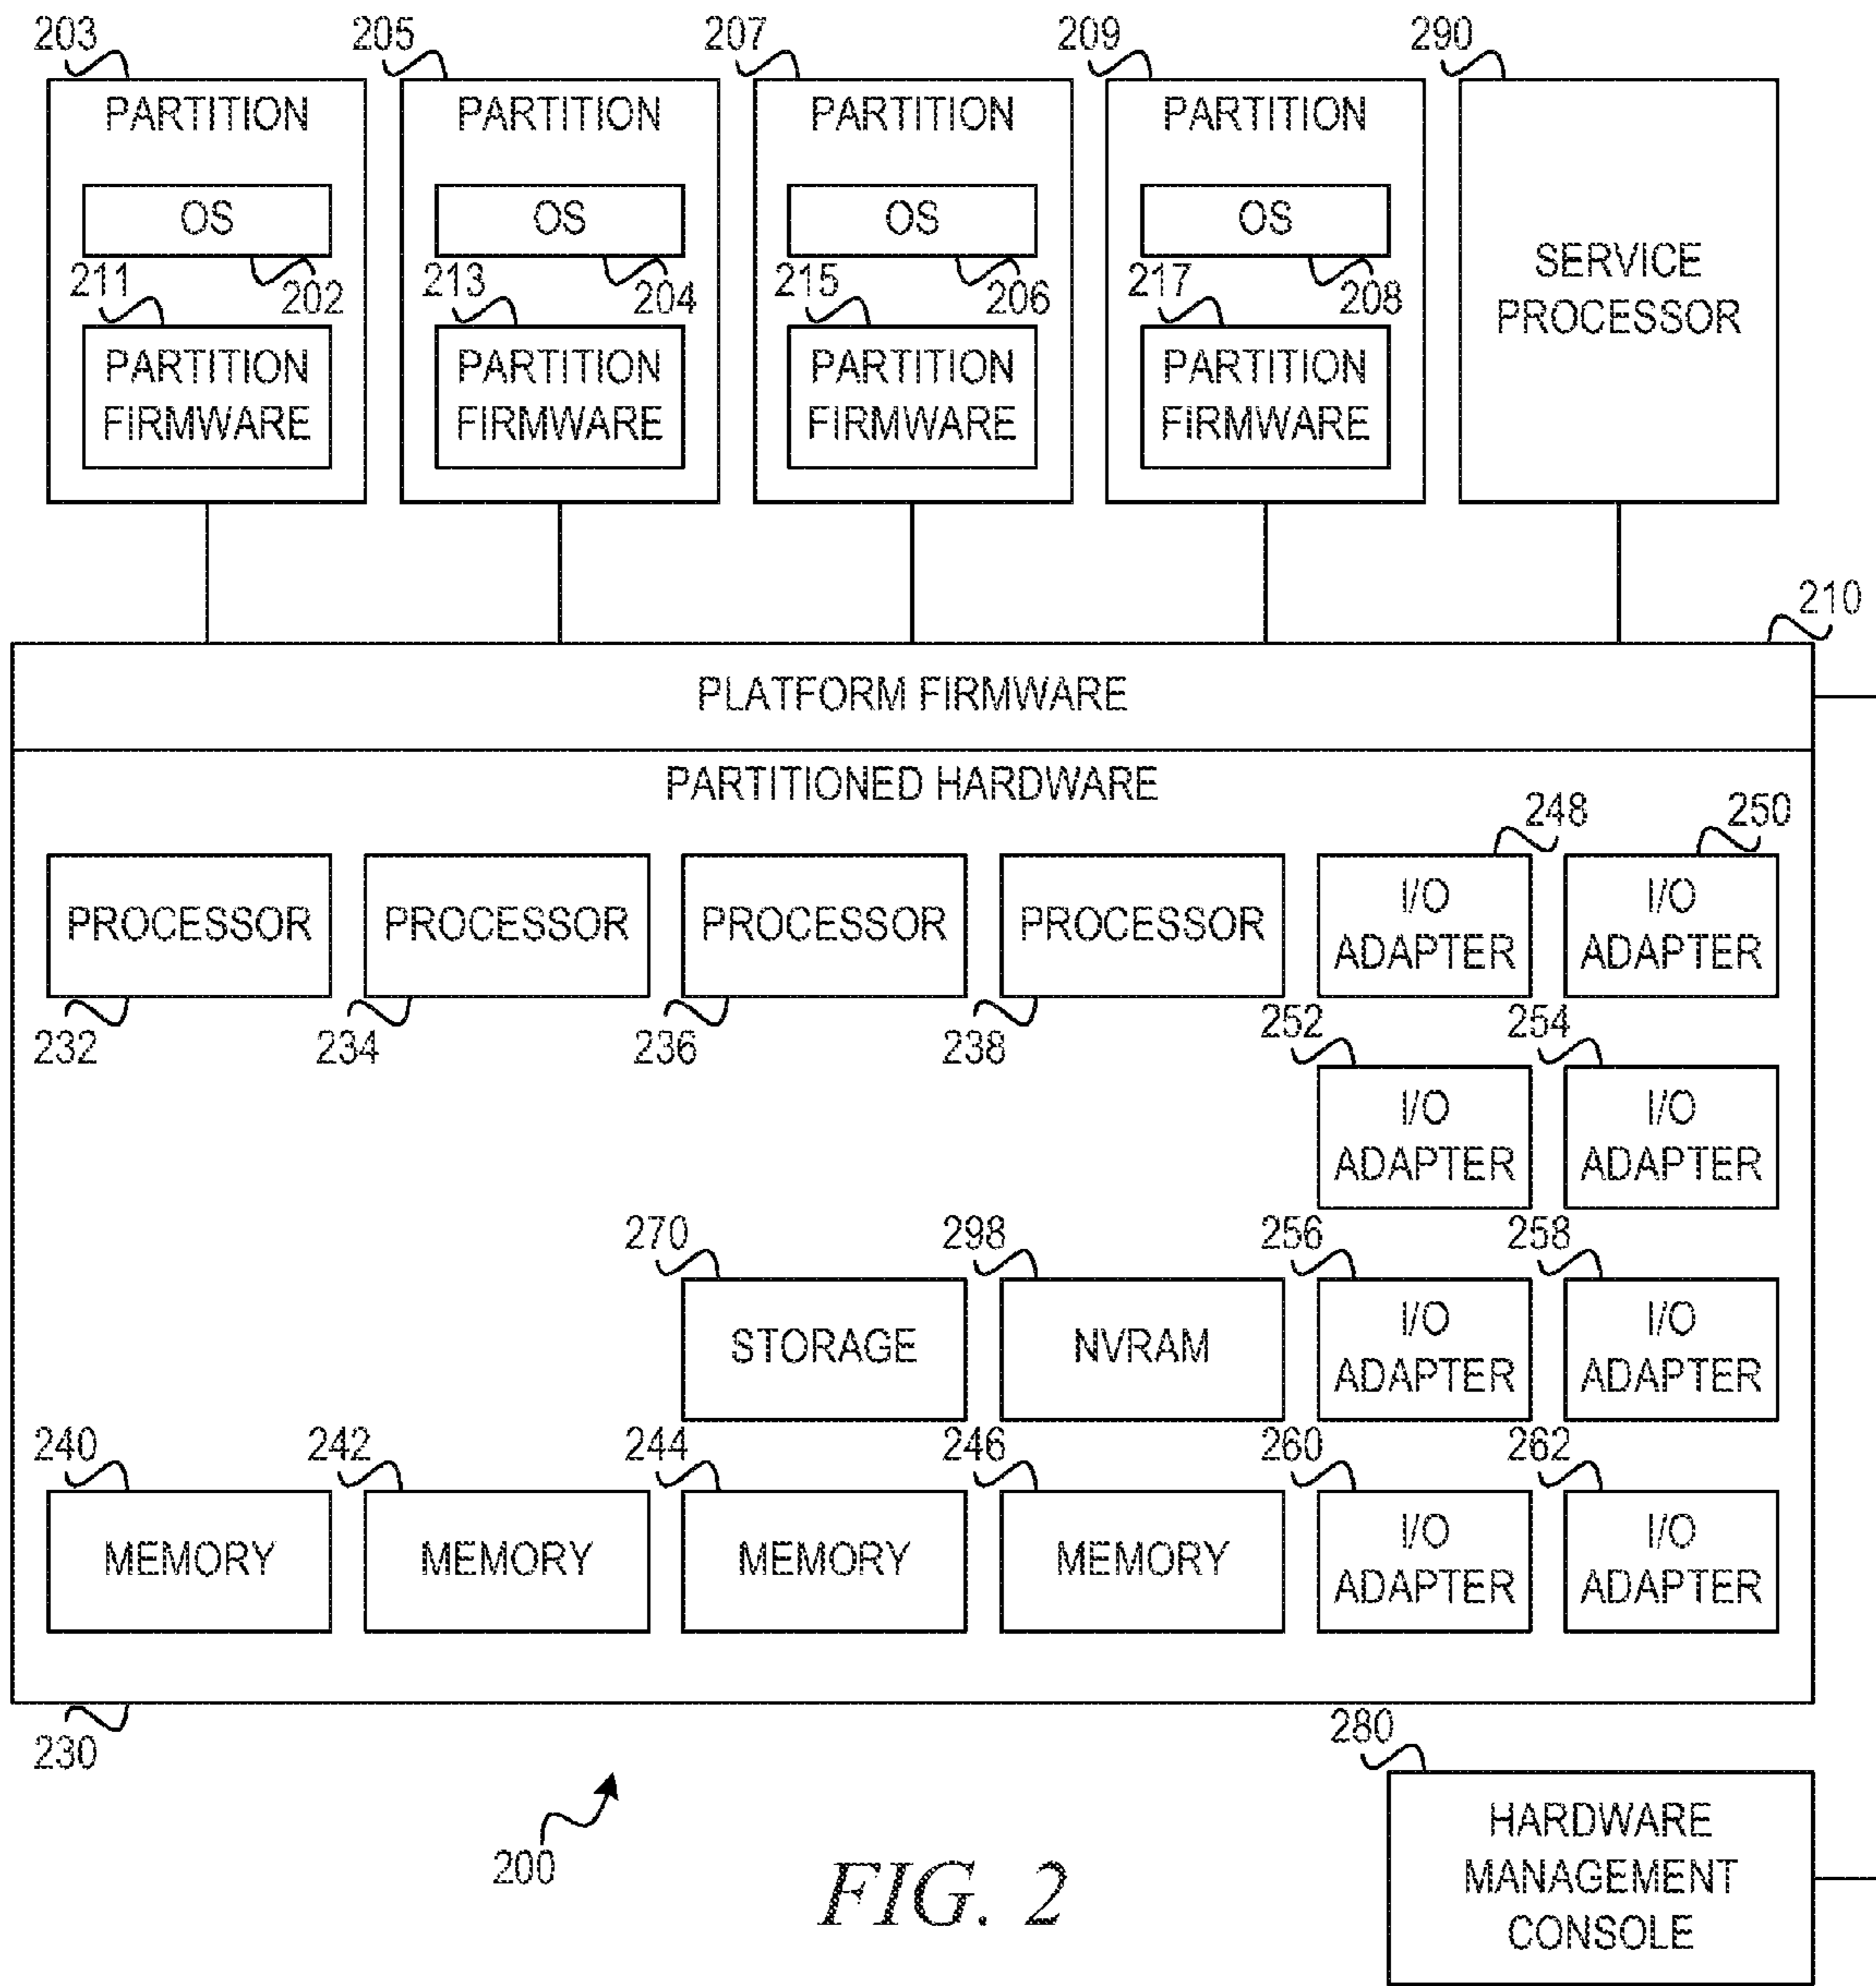 203 205 207 209 290
PARTITION PARTITION PARTITION PARTITION
OS OS OS OS
SERVICE
PROCESSOR
211 202 213 204 215 206 217 208
PARTITION PARTITION PARTITION PARTITION
FIRMWARE FIRMWARE FIRMWARE FIRMWARE
210
PLATFORM FIRMWARE
PARTITIONED HARDWARE
248 250
PROCESSOR PROCESSOR PROCESSOR PROCESSOR
I/O I/O
ADAPTER ADAPTER
232 234 236 238 252 254
I/O I/O
ADAPTER ADAPTER
270 298 256 258
STORAGE NVRAM
I/O I/O
ADAPTER ADAPTER
240 242 244 246 260 262
MEMORY MEMORY MEMORY MEMORY
I/O I/O
ADAPTER ADAPTER
230
280
200
FIG. 2
HARDWARE
MANAGEMENT
CONSOLE